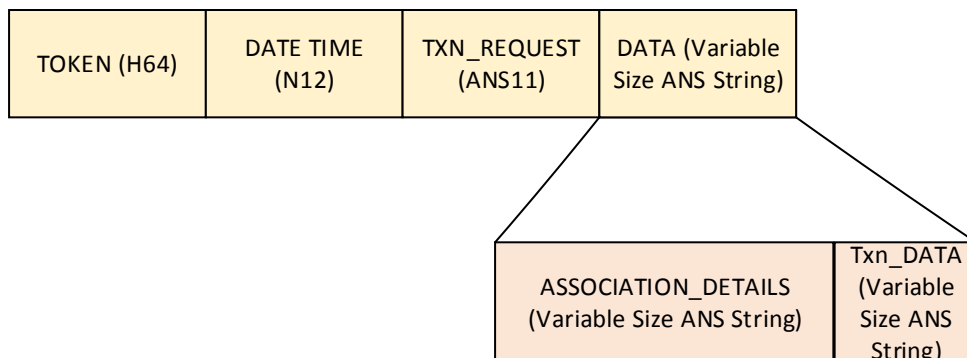 TOKEN (H64)
DATE TIME
(N12)
TXN_REQUEST
(ANS11)
DATA (Variable
Size ANS String)
ASSOCIATION_DETAILS
(Variable Size ANS String)
Txn_DATA
(Variable
Size ANS
String)